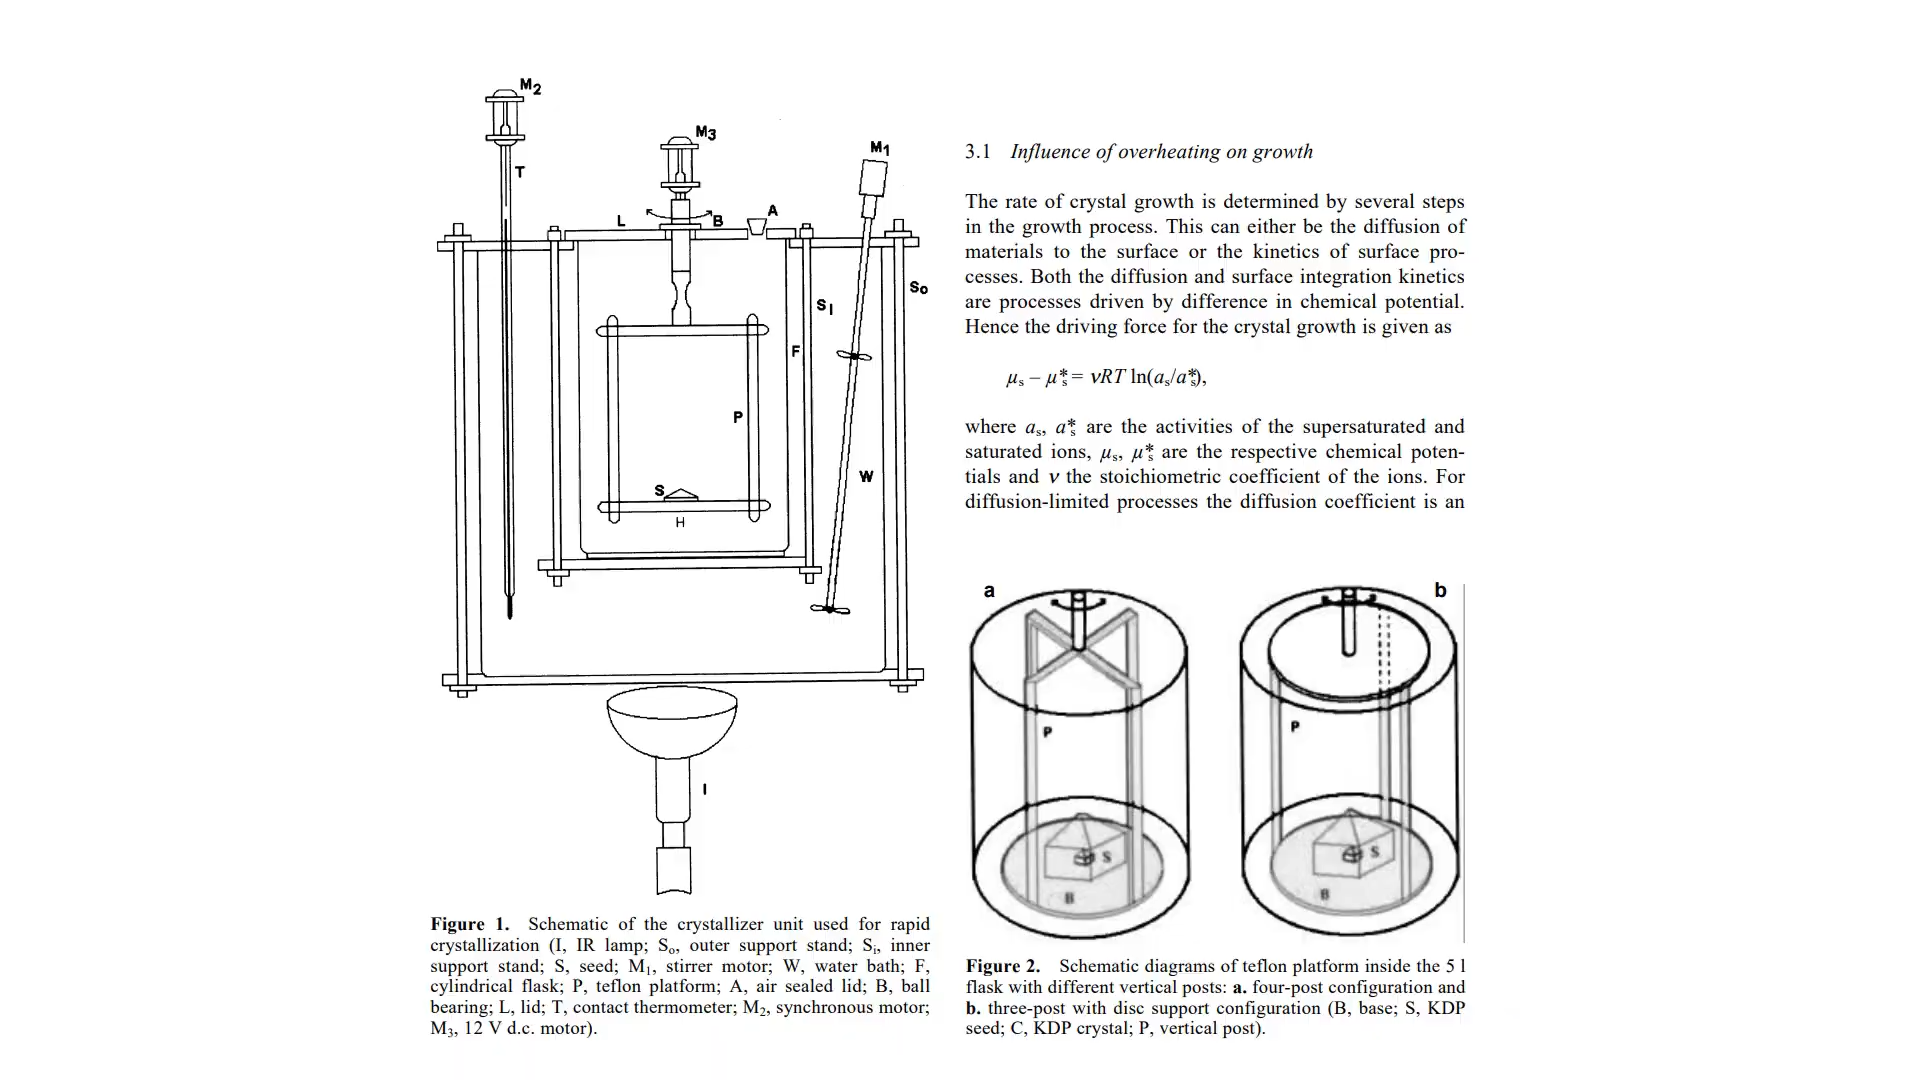 M2
M3
M1
T
A
L
B
So
SI
F
P
W
S
H
I
Figure 1. Schematic of the crystallizer unit used for rapid
crystallization (I, IR lamp; So, outer support stand; Si, inner
support stand; S, seed; M1, stirrer motor; W, water bath; F,
cylindrical flask; P, teflon platform; A, air sealed lid; B, ball
bearing; L, lid; T, contact thermometer; M2, synchronous motor;
M3, 12 V d.c. motor).
3.1 Influence of overheating on growth
The rate of crystal growth is determined by several steps
in the growth process. This can either be the diffusion of
materials to the surface or the kinetics of surface pro-
cesses. Both the diffusion and surface integration kinetics
are processes driven by difference in chemical potential.
Hence the driving force for the crystal growth is given as
μs – μ*s = νRT ln(as/a*s),
where as, a*s are the activities of the supersaturated and
saturated ions, μs, μ*s are the respective chemical poten-
tials and ν the stoichiometric coefficient of the ions. For
diffusion-limited processes the diffusion coefficient is an
a
b
P
P
S
S
B
B
Figure 2. Schematic diagrams of teflon platform inside the 5 l
flask with different vertical posts: a. four-post configuration and
b. three-post with disc support configuration (B, base; S, KDP
seed; C, KDP crystal; P, vertical post).